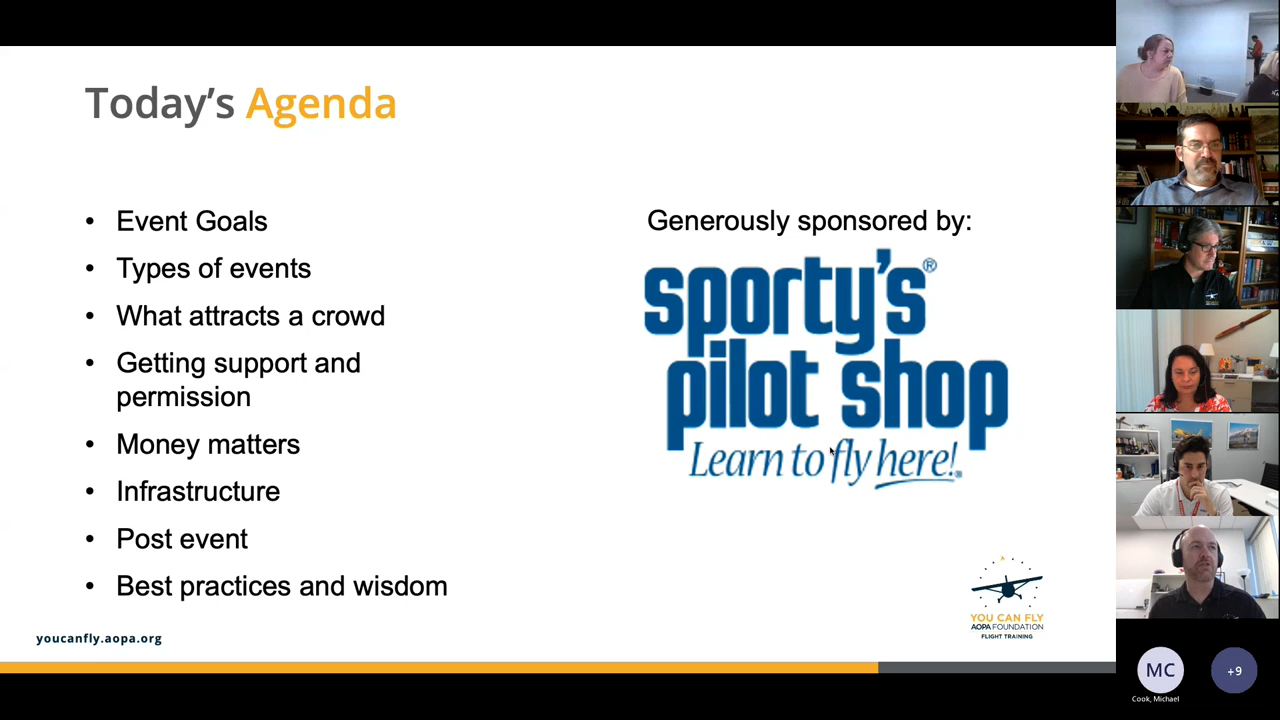 Today's Agenda
• Event Goals
• Types of events
• What attracts a crowd
• Getting support and
permission
• Money matters
• Infrastructure
• Post event
• Best practices and wisdom
Generously sponsored by:
sporty's®
pilot shop
Learn to fly here!®
YOU CAN FLY
AOPA FOUNDATION
FLIGHT TRAINING
youcanfly.aopa.org
MC
Cook, Michael
+9